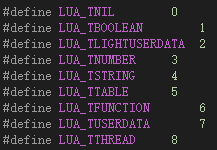 #define LUA_TNIL 0
#define LUA_TBOOLEAN 1
#define LUA_TLIGHTUSERDATA 2
#define LUA_TNUMBER 3
#define LUA_TSTRING 4
#define LUA_TTABLE 5
#define LUA_TFUNCTION 6
#define LUA_TUSERDATA 7
#define LUA_TTHREAD 8